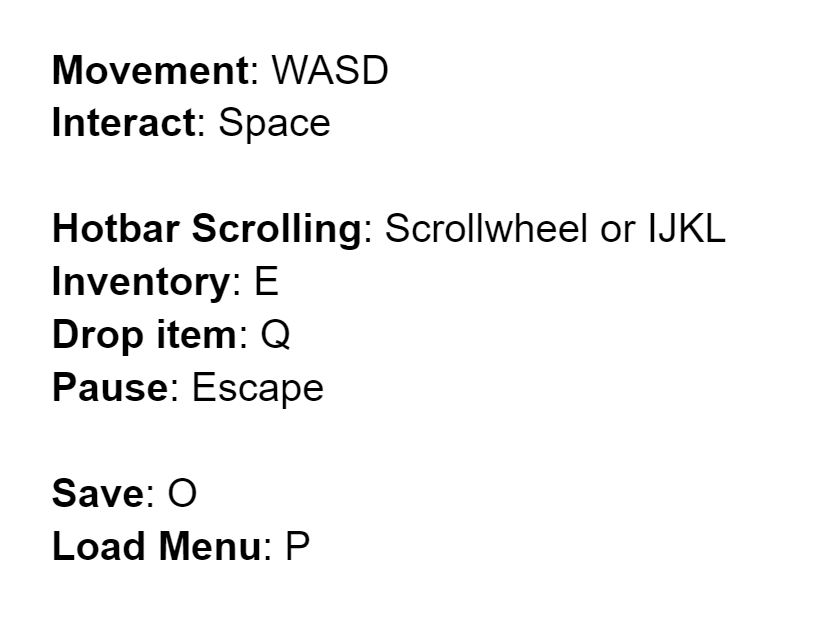 Movement: WASD
Interact: Space
Hotbar Scrolling: Scrollwheel or IJKL
Inventory: E
Drop item: Q
Pause: Escape
Save: O
Load Menu: P